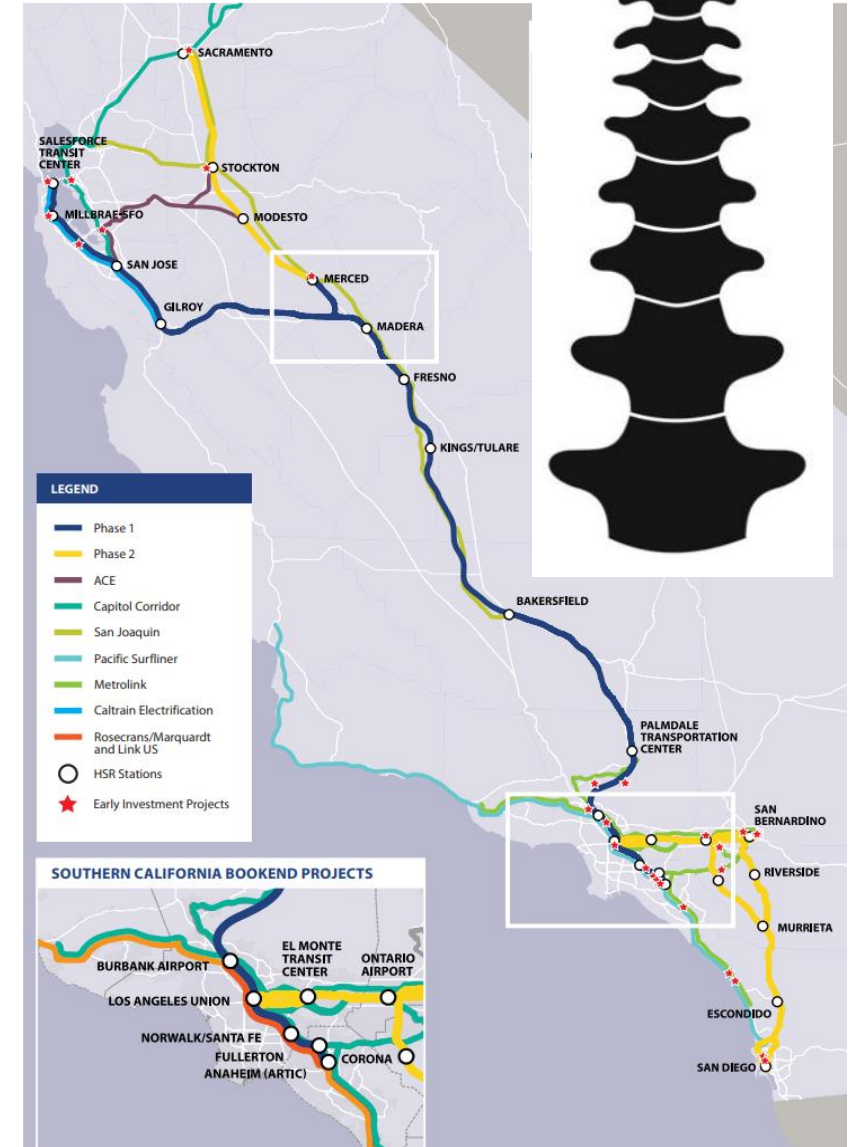 SACRAMENTO
SALESFORCE
TRANSIT
CENTER
STOCKTON
MILLBRAE-SFO
MODESTO
SAN JOSE
MERCED
GILROY
MADERA
FRESNO
KINGS/TULARE
LEGEND
Phase 1
Phase 2
ACE
Capitol Corridor
San Joaquin
Pacific Surfliner
Metrolink
Caltrain Electrification
Rosecrans/Marquardt
and Link US
HSR Stations
Early Investment Projects
BAKERSFIELD
PALMDALE
TRANSPORTATION
CENTER
SAN
BERNARDINO
RIVERSIDE
MURRIETA
ESCONDIDO
SAN DIEGO
SOUTHERN CALIFORNIA BOOKEND PROJECTS
BURBANK AIRPORT
EL MONTE
TRANSIT
CENTER
ONTARIO
AIRPORT
LOS ANGELES UNION
NORWALK/SANTA FE
FULLERTON
CORONA
ANAHEIM (ARTIC)